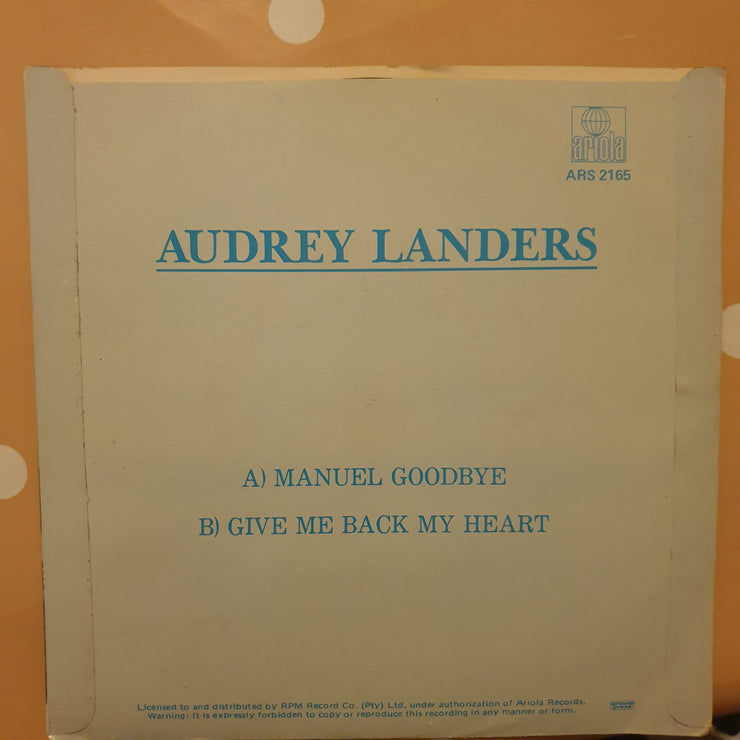 ariola
ARS 2165
AUDREY LANDERS
A) MANUEL GOODBYE
B) GIVE ME BACK MY HEART
Licensed to and distributed by RPM Record Co. (Pty) Ltd. under authorization of Ariola Records.
Warning: It is expressly forbidden to copy or reproduce this recording in any manner or form.